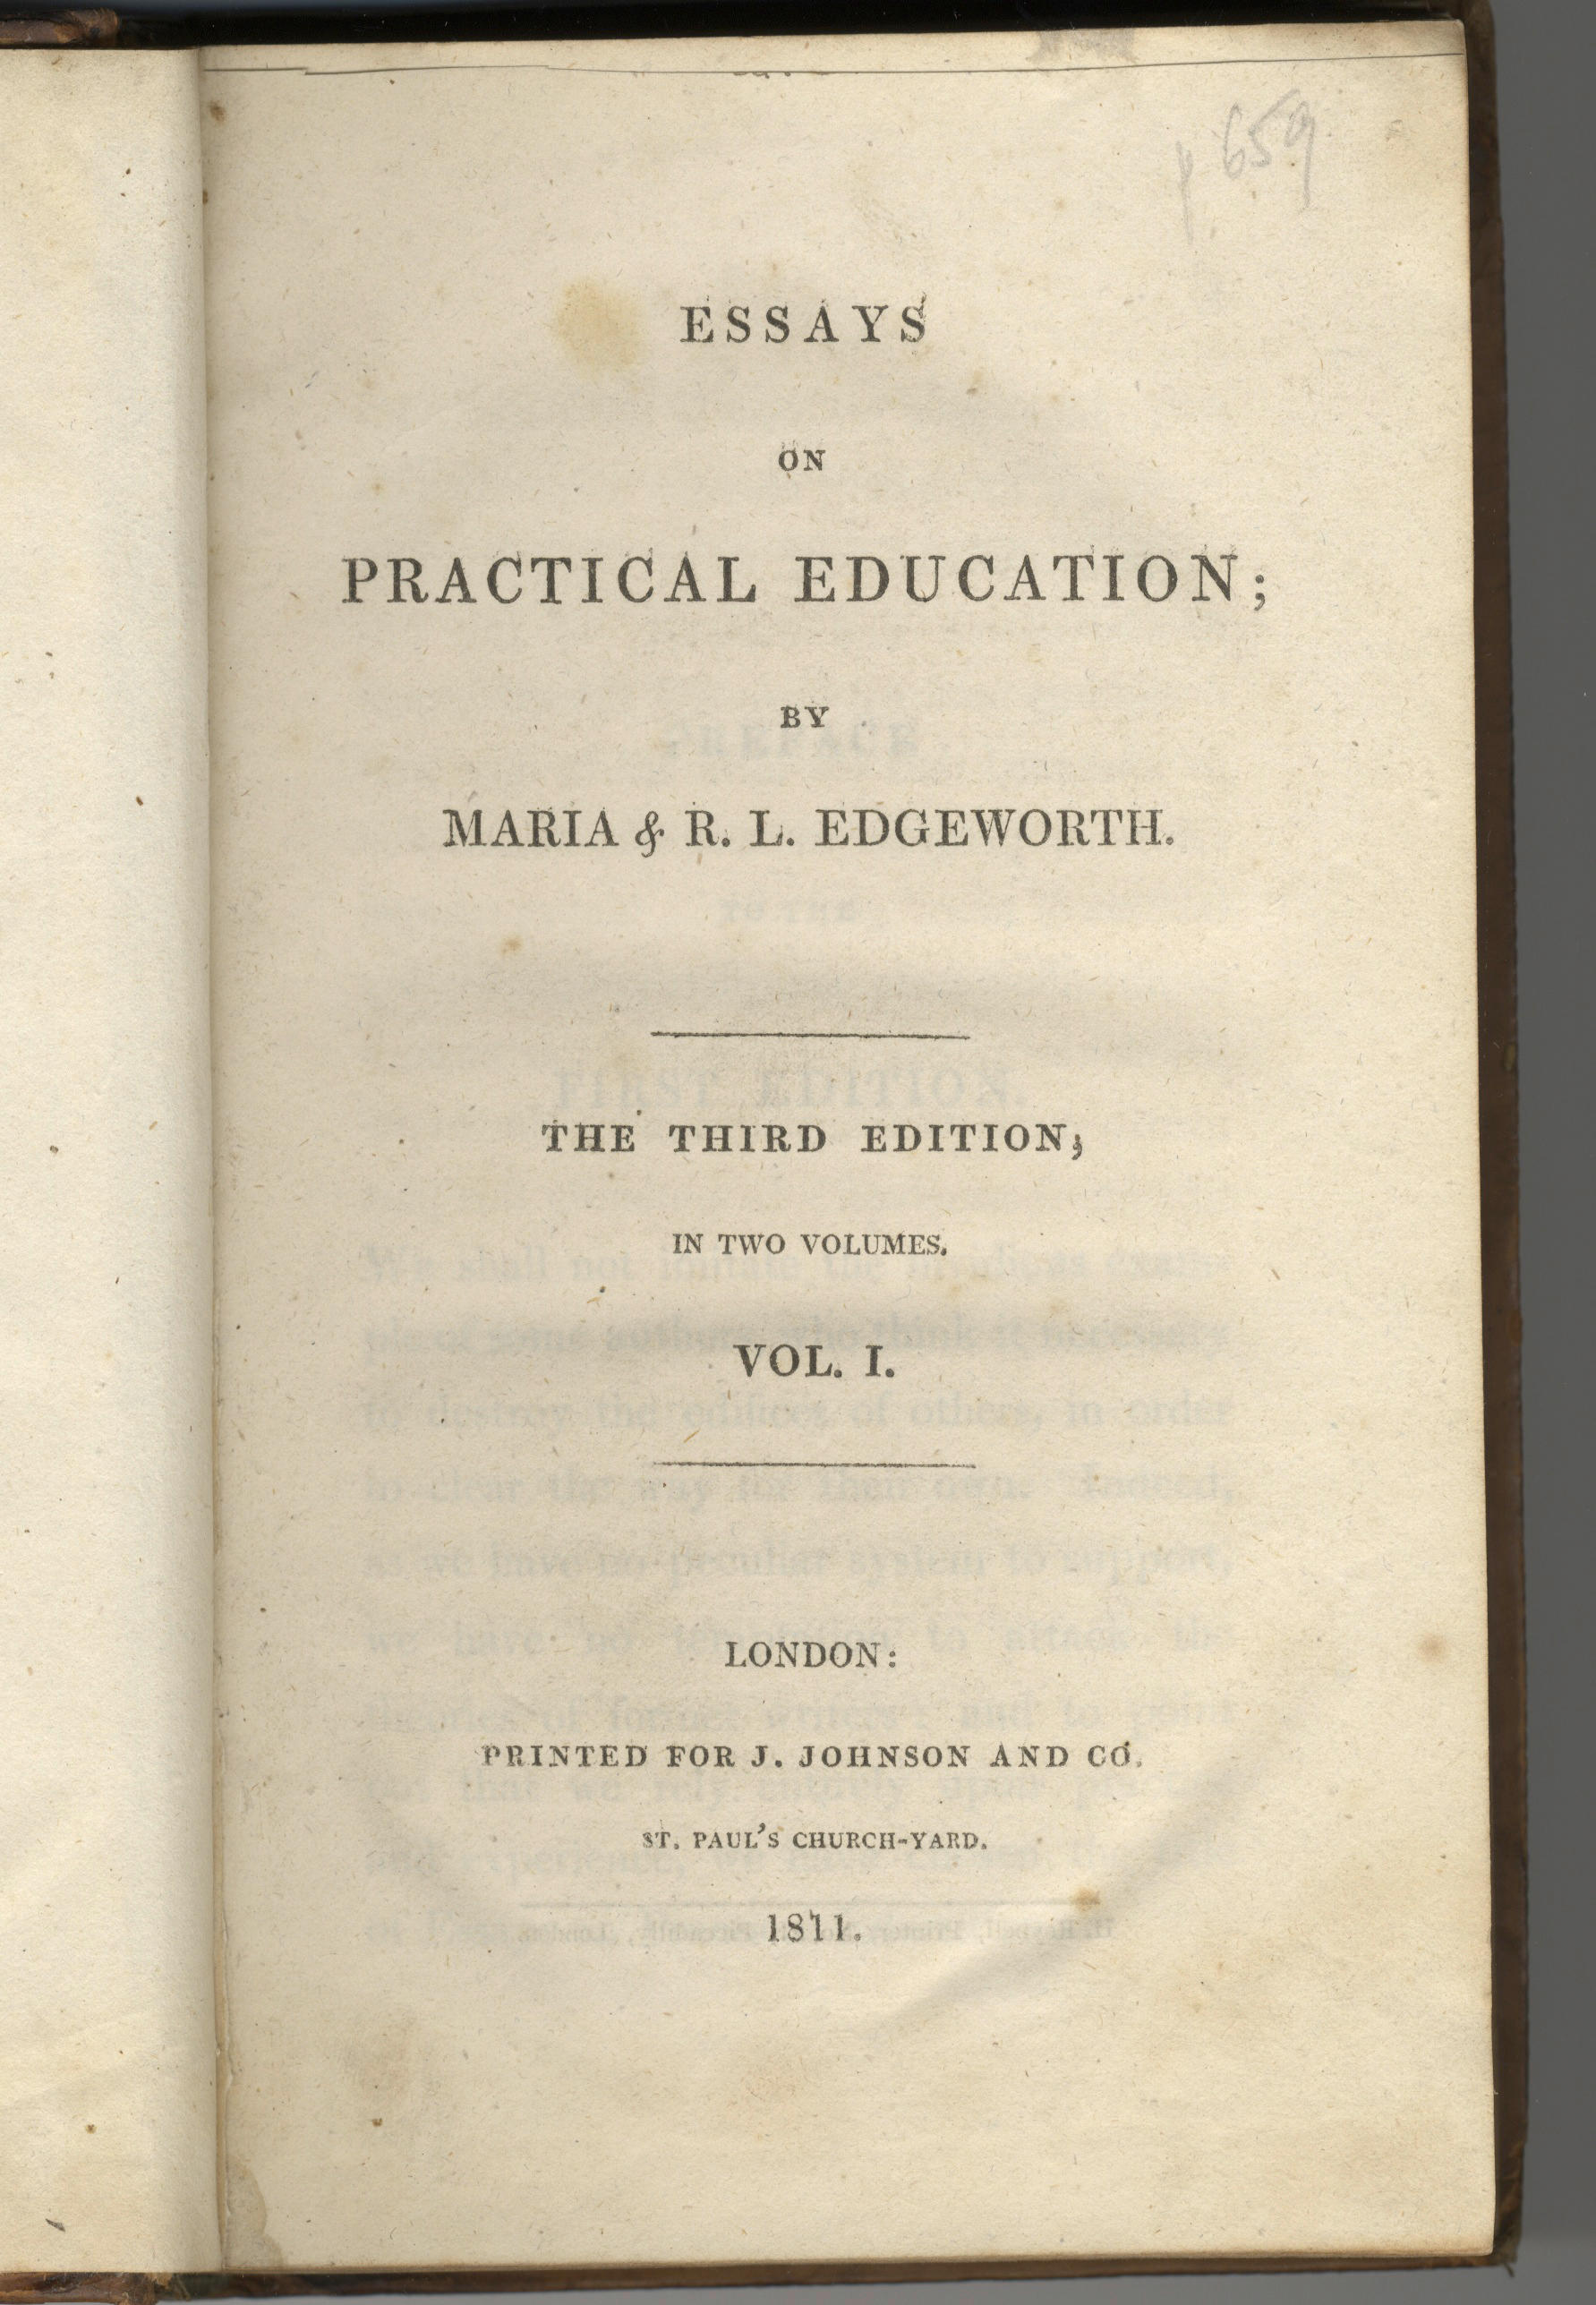 p 659
ESSAYS
ON
PRACTICAL EDUCATION;
BY
MARIA & R. L. EDGEWORTH.
THE THIRD EDITION;
IN TWO VOLUMES.
VOL. I.
LONDON:
PRINTED FOR J. JOHNSON AND CO.
ST. PAUL'S CHURCH-YARD.
1811.